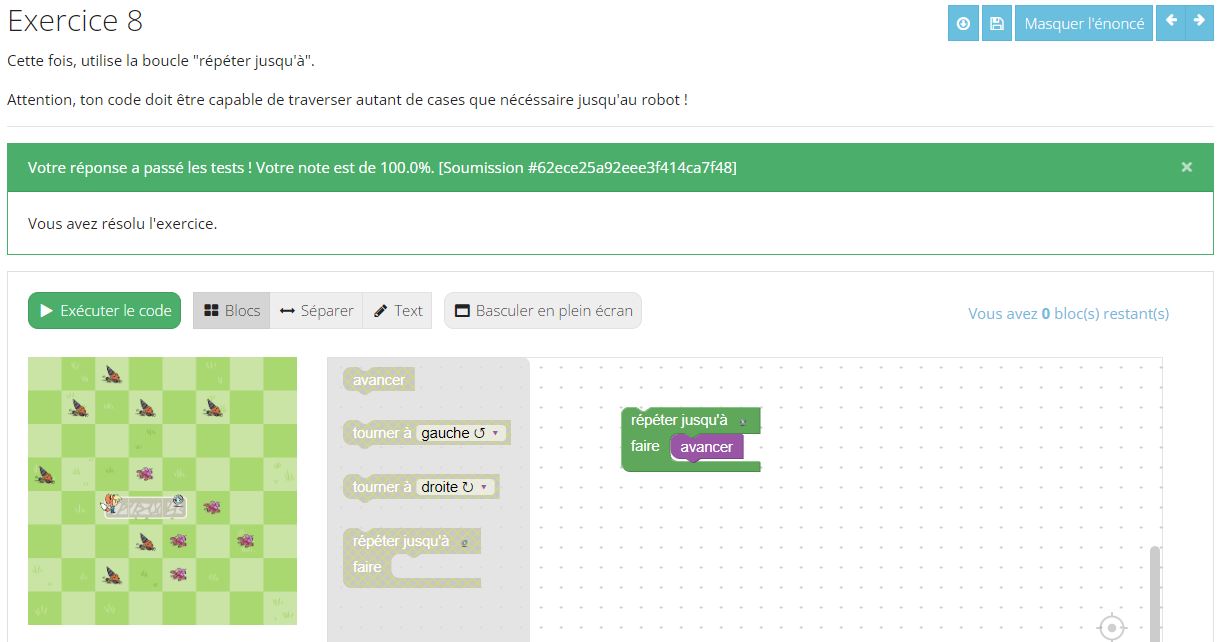 Exercice 8
Masquer l'énoncé
Cette fois, utilise la boucle "répéter jusqu'à".
Attention, ton code doit être capable de traverser autant de cases que nécéssaire jusqu'au robot !
Votre réponse a passé les tests ! Votre note est de 100.0%. [Soumission #62ece25a92eee3f414ca7f48]
×
Vous avez résolu l'exercice.
Exécuter le code
Blocs
Séparer
Text
Basculer en plein écran
Vous avez 0 bloc(s) restant(s)
avancer
tourner à gauche ↺
tourner à droite ↻
répéter jusqu'à
faire
répéter jusqu'à
faire avancer